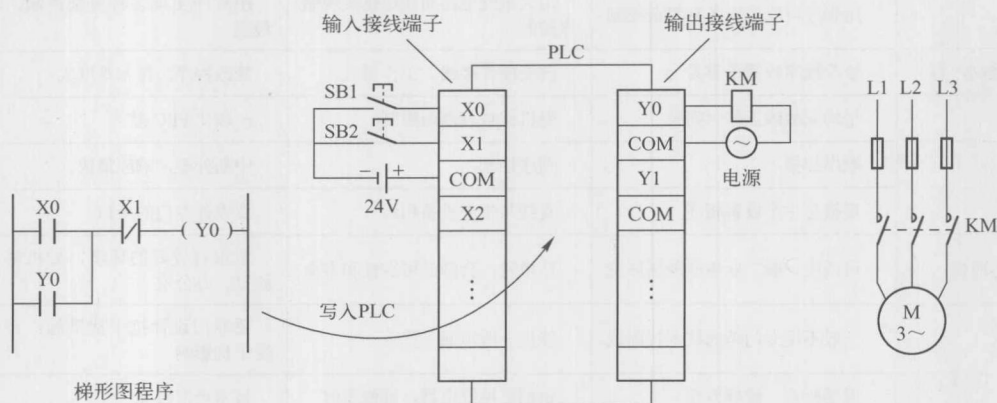 输入接线端子
输出接线端子
PLC
KM
L1 L2 L3
SB1
X0
Y0
SB2
X1
COM
COM
电源
Y1
− +
24V
X2
COM
KM
X0 X1
Y0
Y0
写入PLC
M
3～
梯形图程序